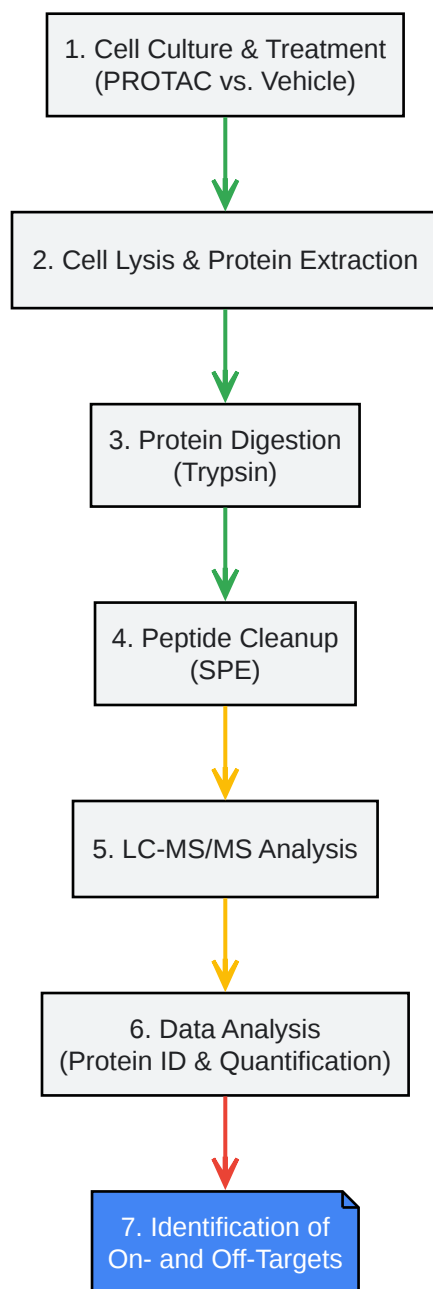 1. Cell Culture & Treatment
(PROTAC vs. Vehicle)
2. Cell Lysis & Protein Extraction
3. Protein Digestion
(Trypsin)
4. Peptide Cleanup
(SPE)
5. LC-MS/MS Analysis
6. Data Analysis
(Protein ID & Quantification)
7. Identification of
On- and Off-Targets